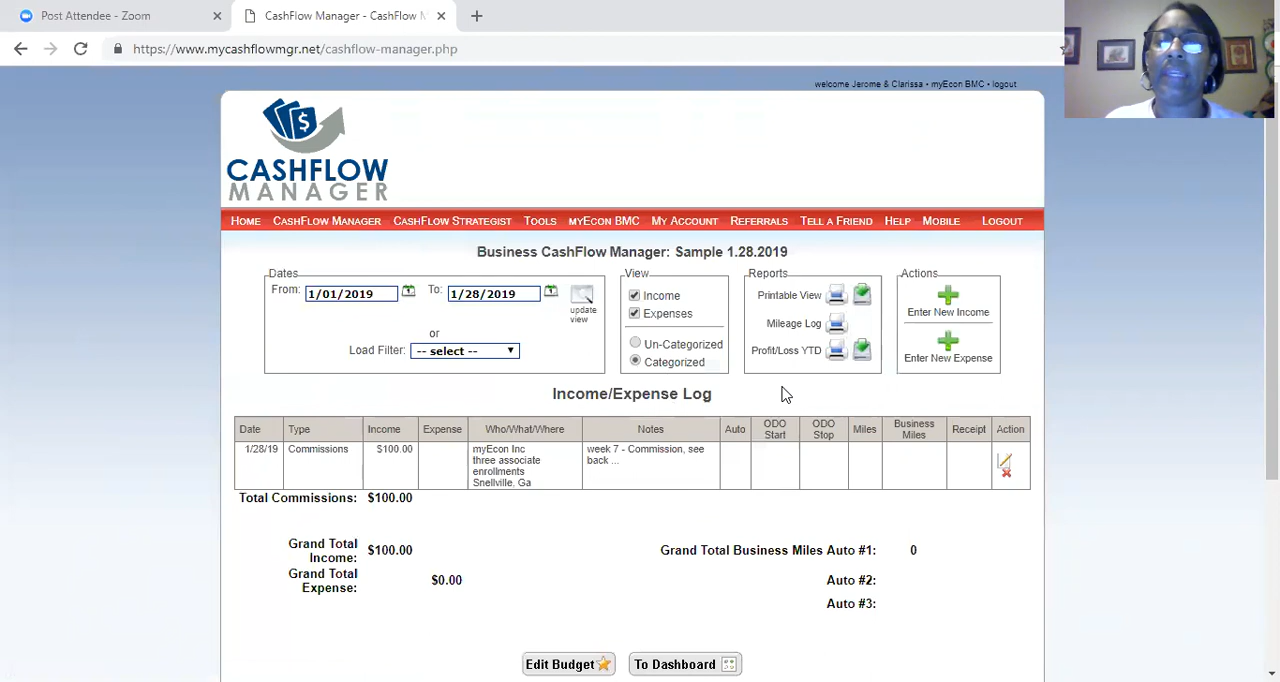 Post Attendee - Zoom
CashFlow Manager - CashFlow M
https://www.mycashflowmgr.net/cashflow-manager.php
welcome Jerome & Clarissa • myEcon BMC • logout
$
CASHFLOW
MANAGER
HOME CASHFLOW MANAGER CASHFLOW STRATEGIST TOOLS MYECON BMC MY ACCOUNT REFERRALS TELL A FRIEND HELP MOBILE LOGOUT
Business CashFlow Manager: Sample 1.28.2019
Dates
From: 1/01/2019 To: 1/28/2019
update
view
or
Load Filter: -- select --
View
Income
Expenses
Un-Categorized
Categorized
Reports
Printable View
Mileage Log
Profit/Loss YTD
Actions
Enter New Income
Enter New Expense
Income/Expense Log
Date Type Income Expense Who/What/Where Notes Auto ODO Start ODO Stop Miles Business Miles Receipt Action
1/28/19 Commissions $100.00 myEcon Inc
three associate
enrollments
Snellville, Ga
week 7 - Commission, see
back ...
Total Commissions: $100.00
Grand Total
Income: $100.00
Grand Total
Expense: $0.00
Grand Total Business Miles Auto #1: 0
Auto #2:
Auto #3:
Edit Budget To Dashboard